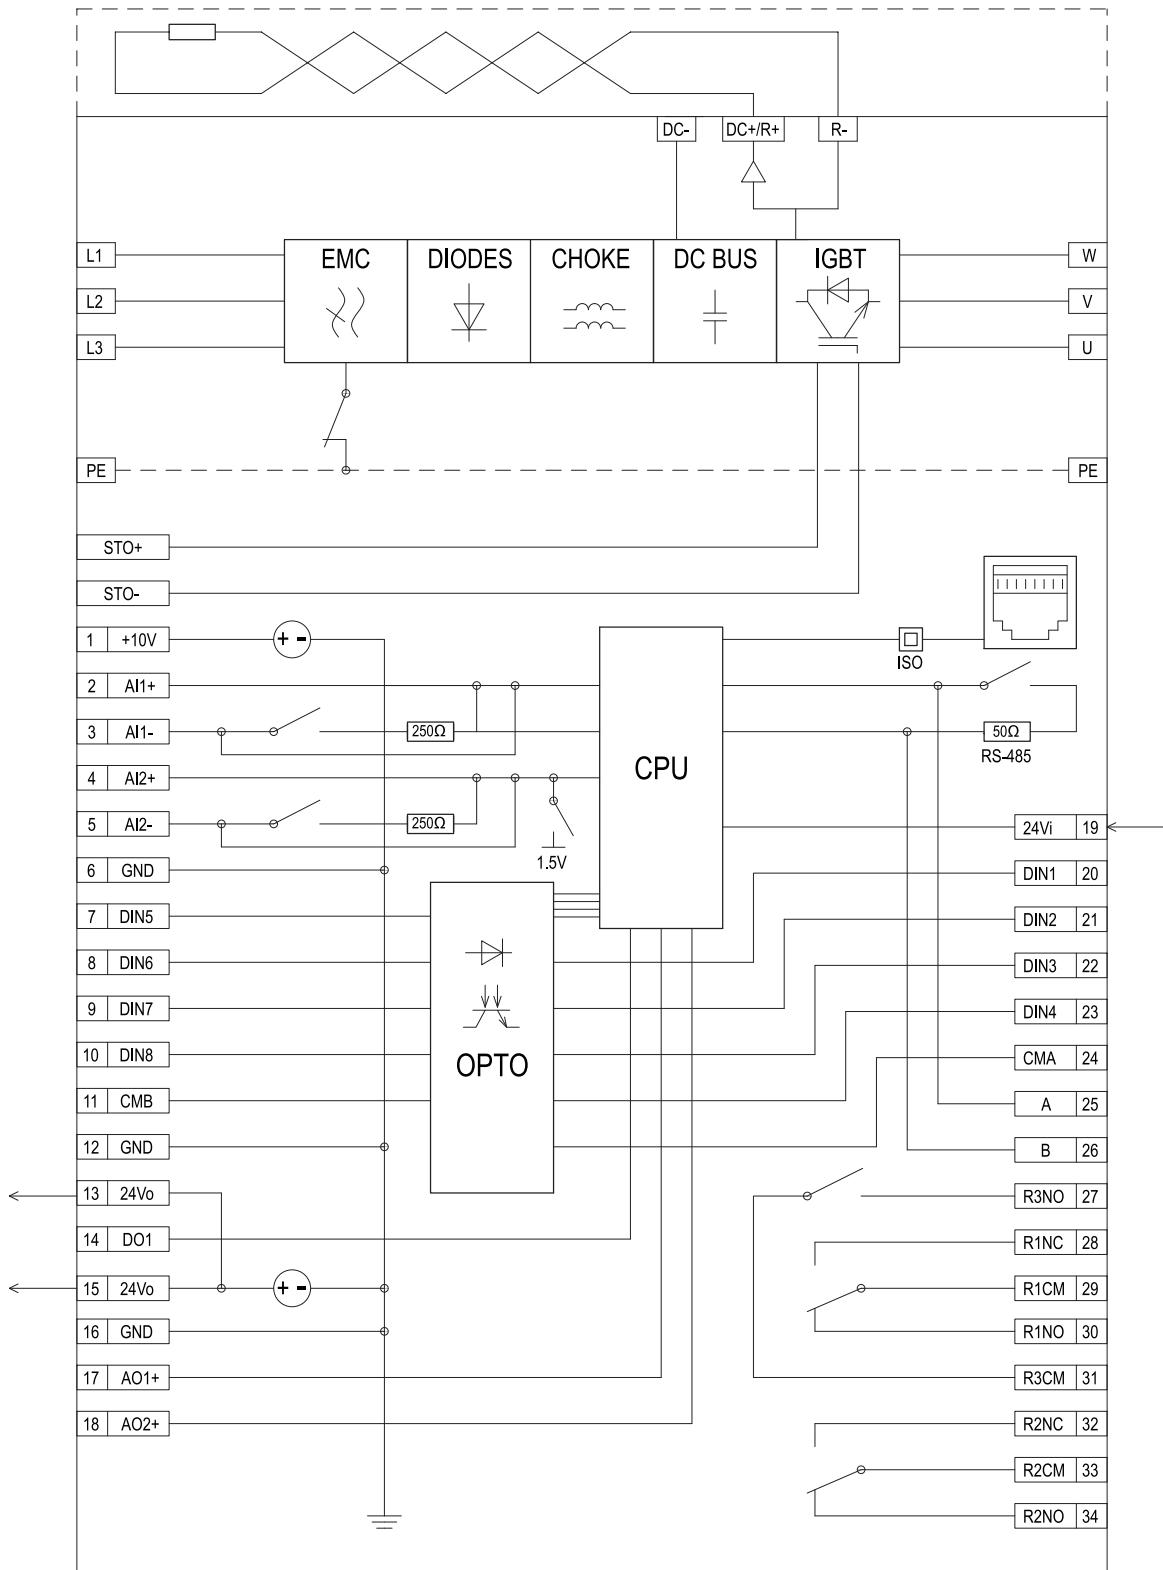 DC- DC+/R+ R-
L1 EMC DIODES CHOKE DC BUS IGBT W
L2 V
L3 U
PE PE
STO+
STO-
1 +10V + -
ISO
2 AI1+
3 AI1- 250Ω 50Ω
RS-485
CPU
4 AI2+
5 AI2- 250Ω 24Vi 19
1.5V
6 GND DIN1 20
7 DIN5 DIN2 21
8 DIN6 DIN3 22
9 DIN7 DIN4 23
10 DIN8 OPTO CMA 24
11 CMB A 25
12 GND B 26
13 24Vo R3NO 27
14 DO1 R1NC 28
15 24Vo + - R1CM 29
16 GND R1NO 30
17 AO1+ R3CM 31
18 AO2+ R2NC 32
R2CM 33
R2NO 34